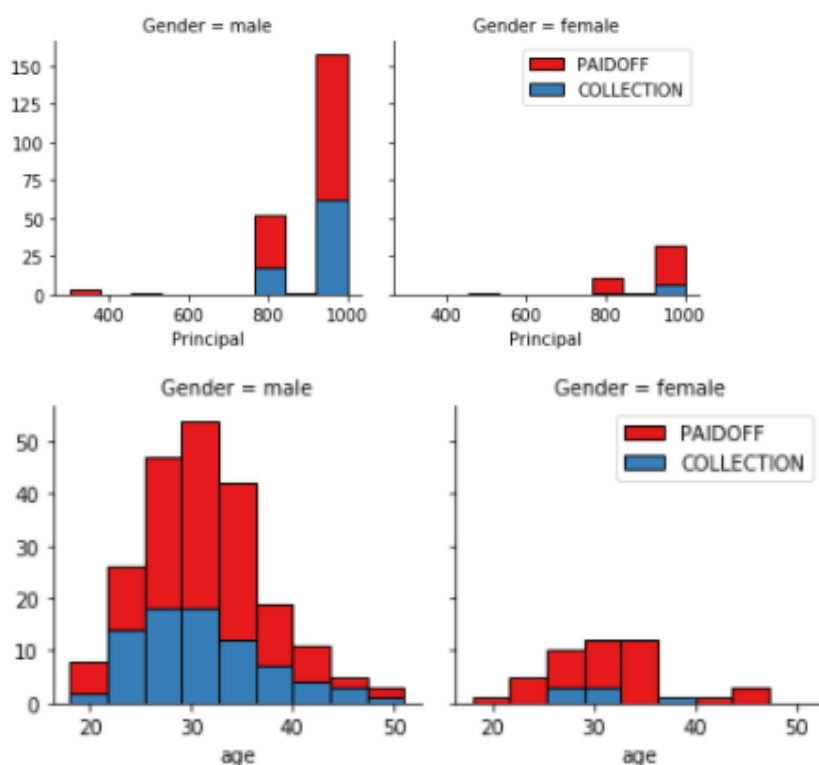 Gender = male
Gender = female
PAIDOFF
COLLECTION
150
125
100
75
50
25
0
400
600
800
1000
400
600
800
1000
Principal
Principal
Gender = male
Gender = female
PAIDOFF
COLLECTION
50
40
30
20
10
0
20
30
40
50
20
30
40
50
age
age